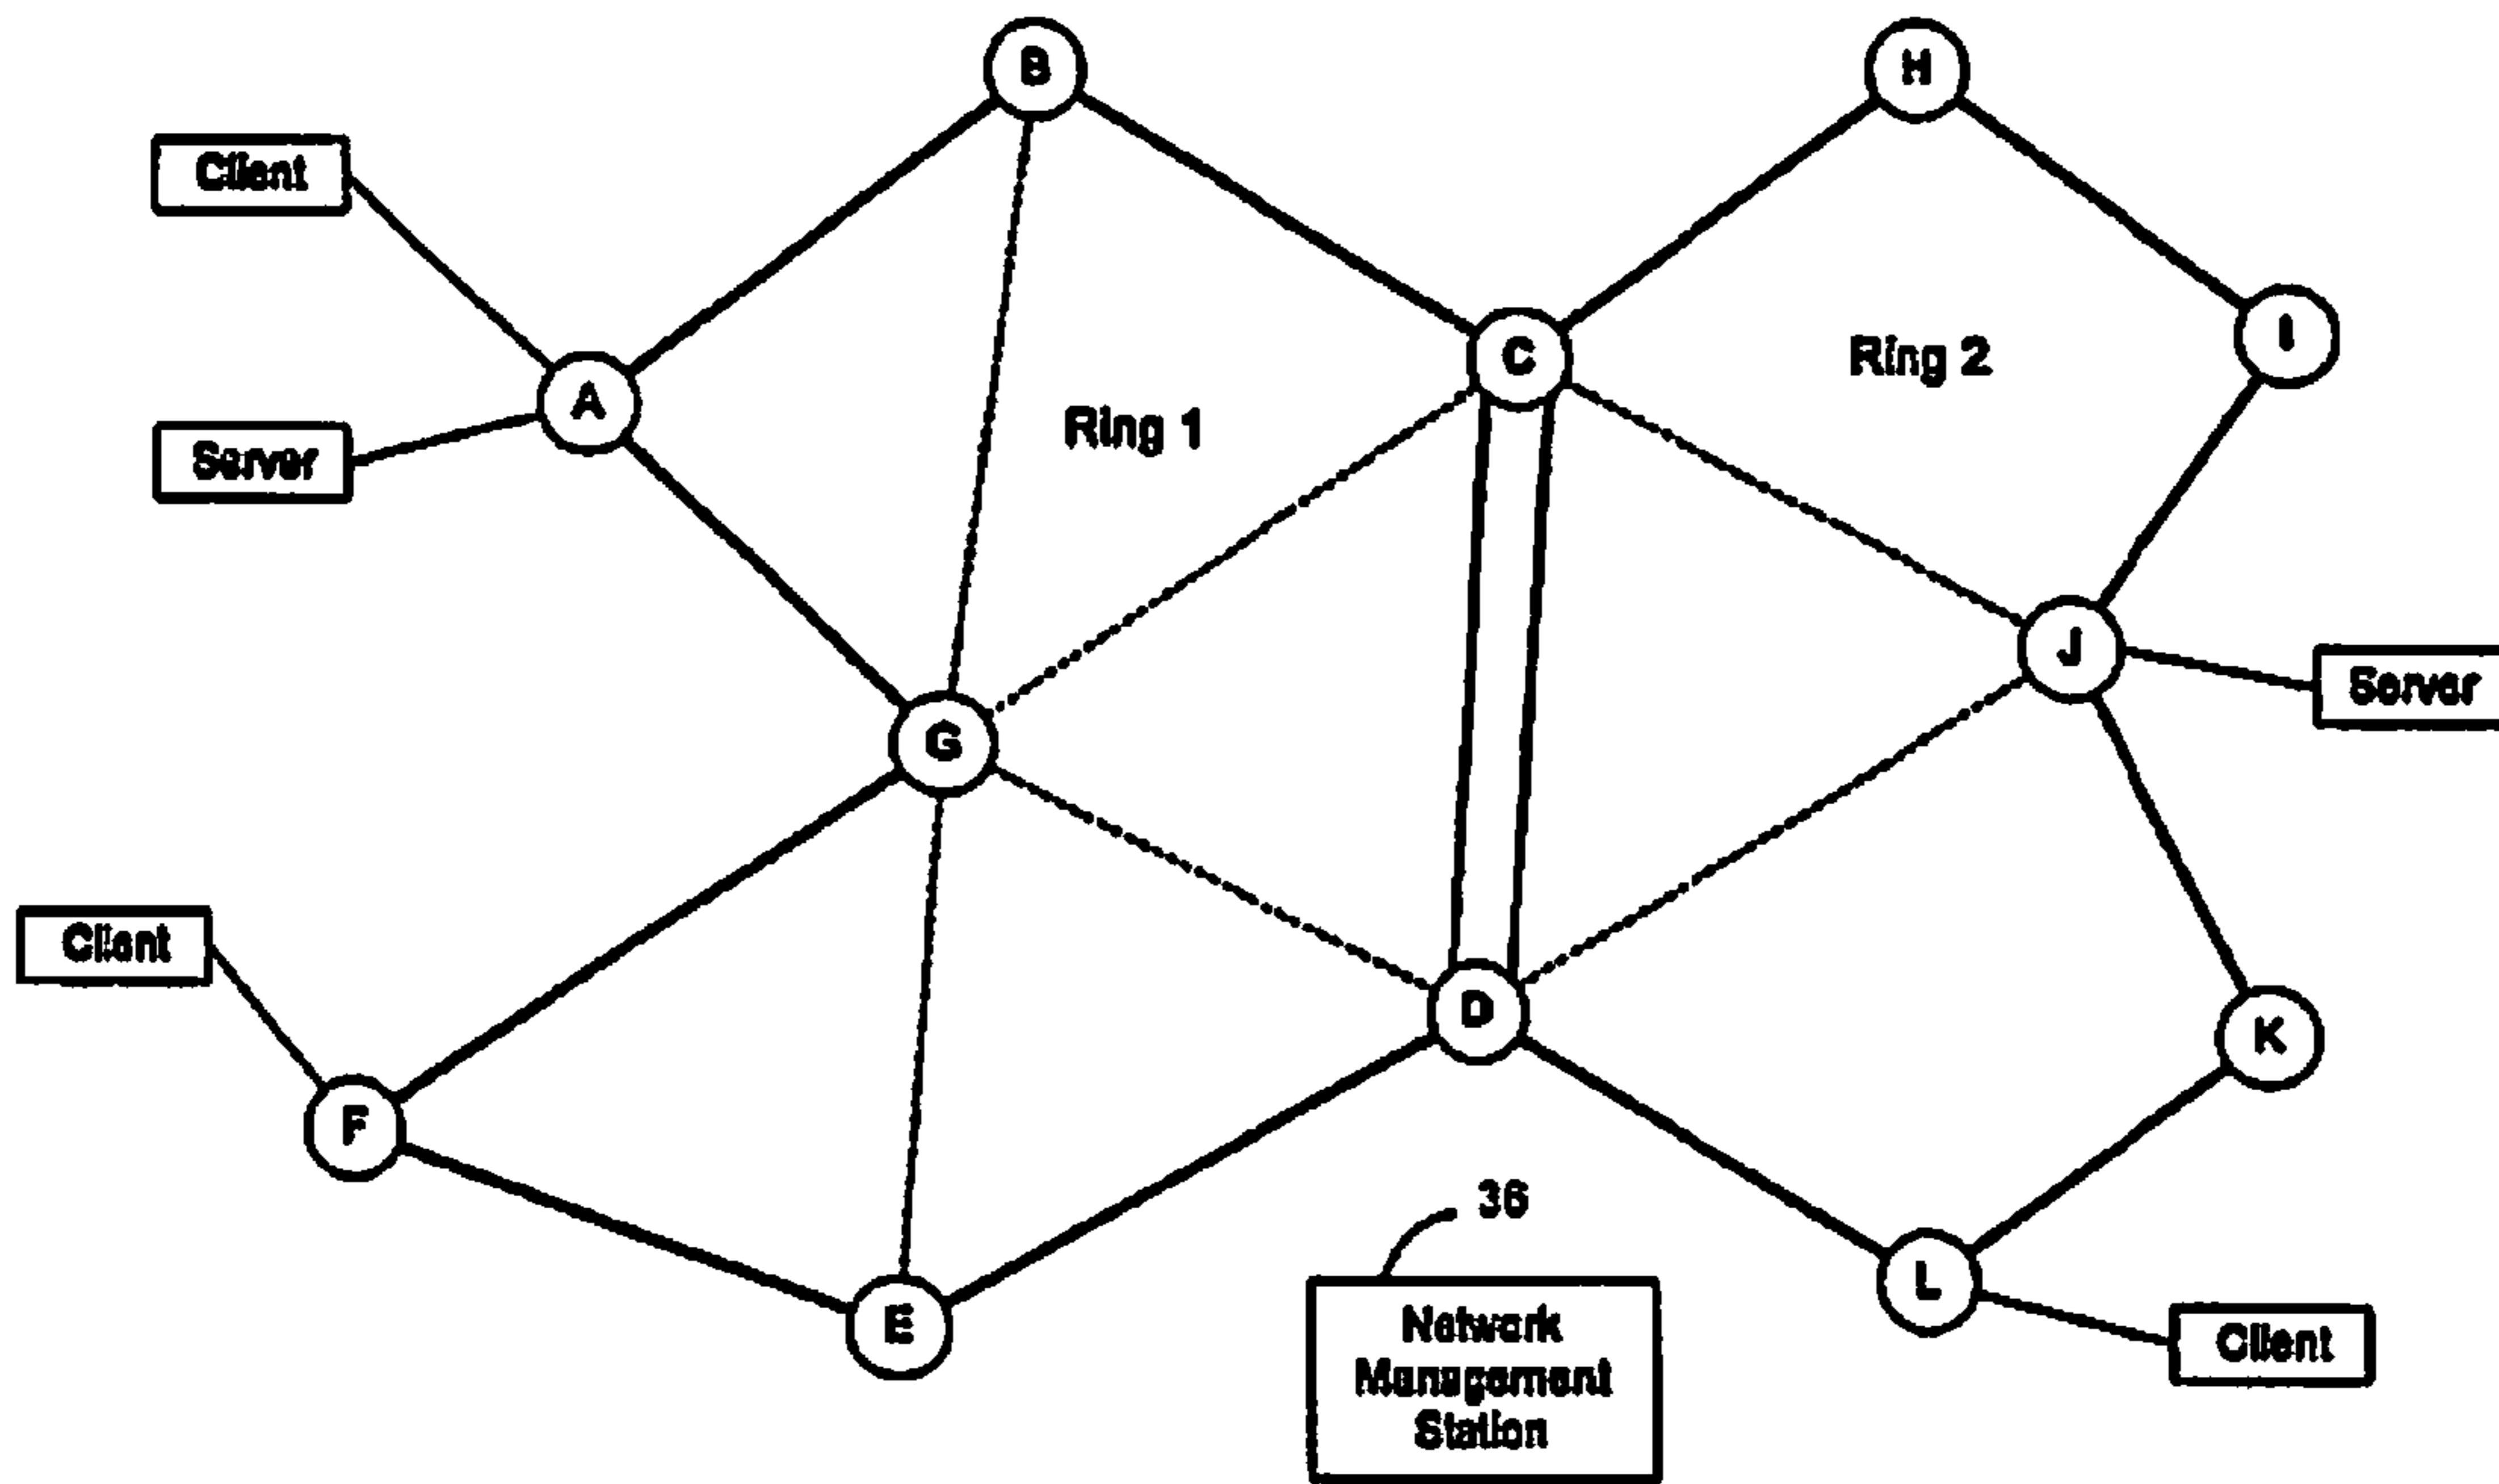 B
H
Client
C
I
Ring 2
A
Ring 1
Server
J
Server
G
Client
D
K
F
36
L
E
Network
Management
Station
Client